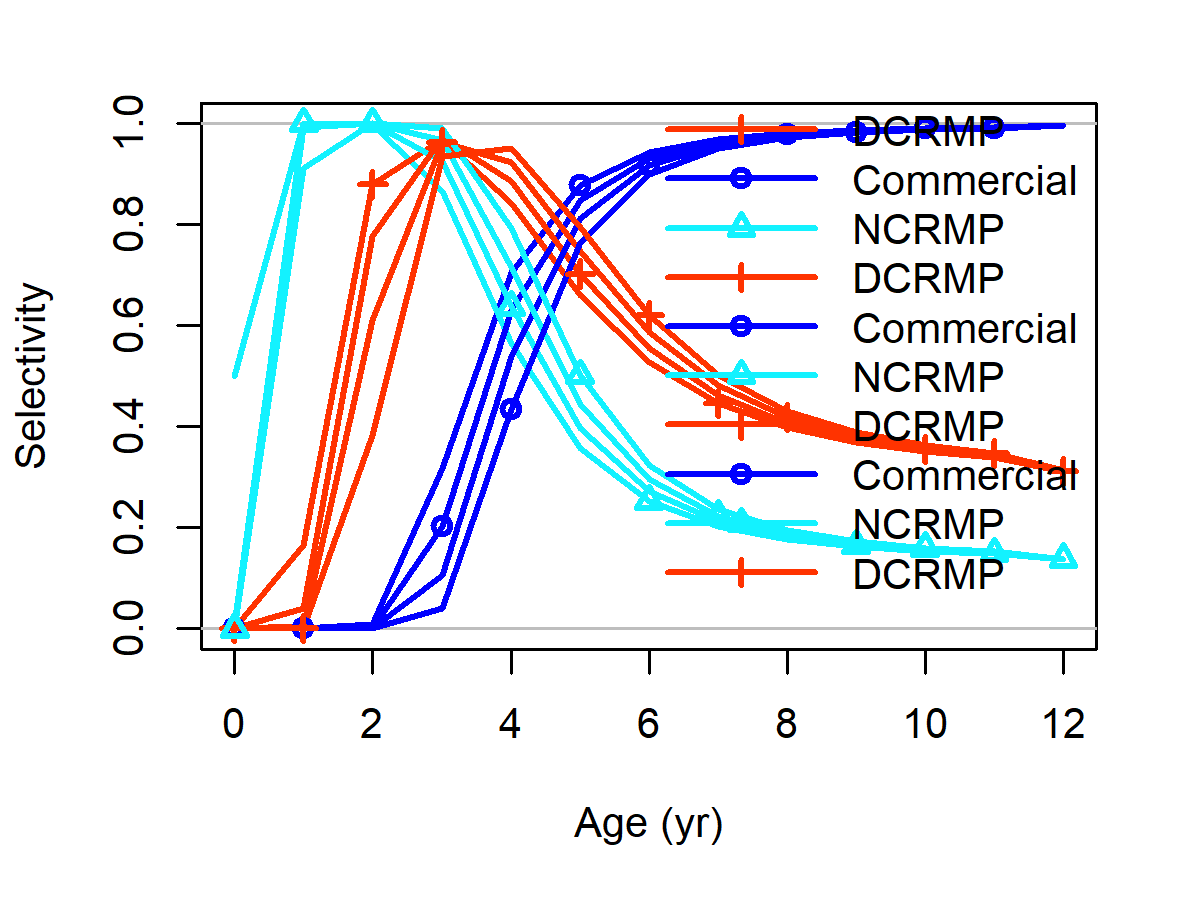 1.0
0.8
0.6
0.4
0.2
0.0
Selectivity
DCRMP
Commercial
NCRMP
DCRMP
Commercial
NCRMP
DCRMP
Commercial
NCRMP
DCRMP
0 2 4 6 8 10 12
Age (yr)